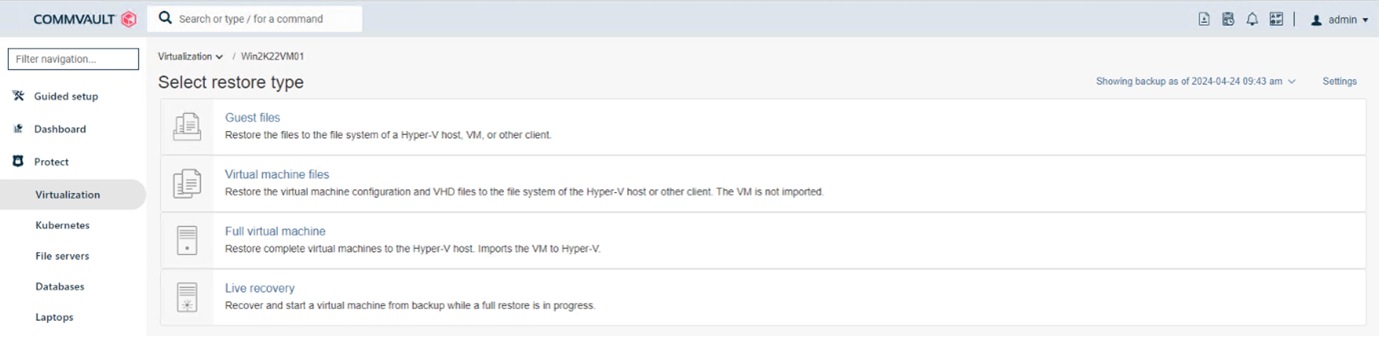 COMMVAULT
Search or type / for a command
admin
Filter navigation...
Guided setup
Dashboard
Protect
Virtualization
Kubernetes
File servers
Databases
Laptops
Virtualization / Win2K22VM01
Select restore type
Showing backup as of 2024-04-24 09:43 am
Settings
Guest files
Restore the files to the file system of a Hyper-V host, VM, or other client.
Virtual machine files
Restore the virtual machine configuration and VHD files to the file system of the Hyper-V host or other client. The VM is not imported.
Full virtual machine
Restore complete virtual machines to the Hyper-V host. Imports the VM to Hyper-V.
Live recovery
Recover and start a virtual machine from backup while a full restore is in progress.